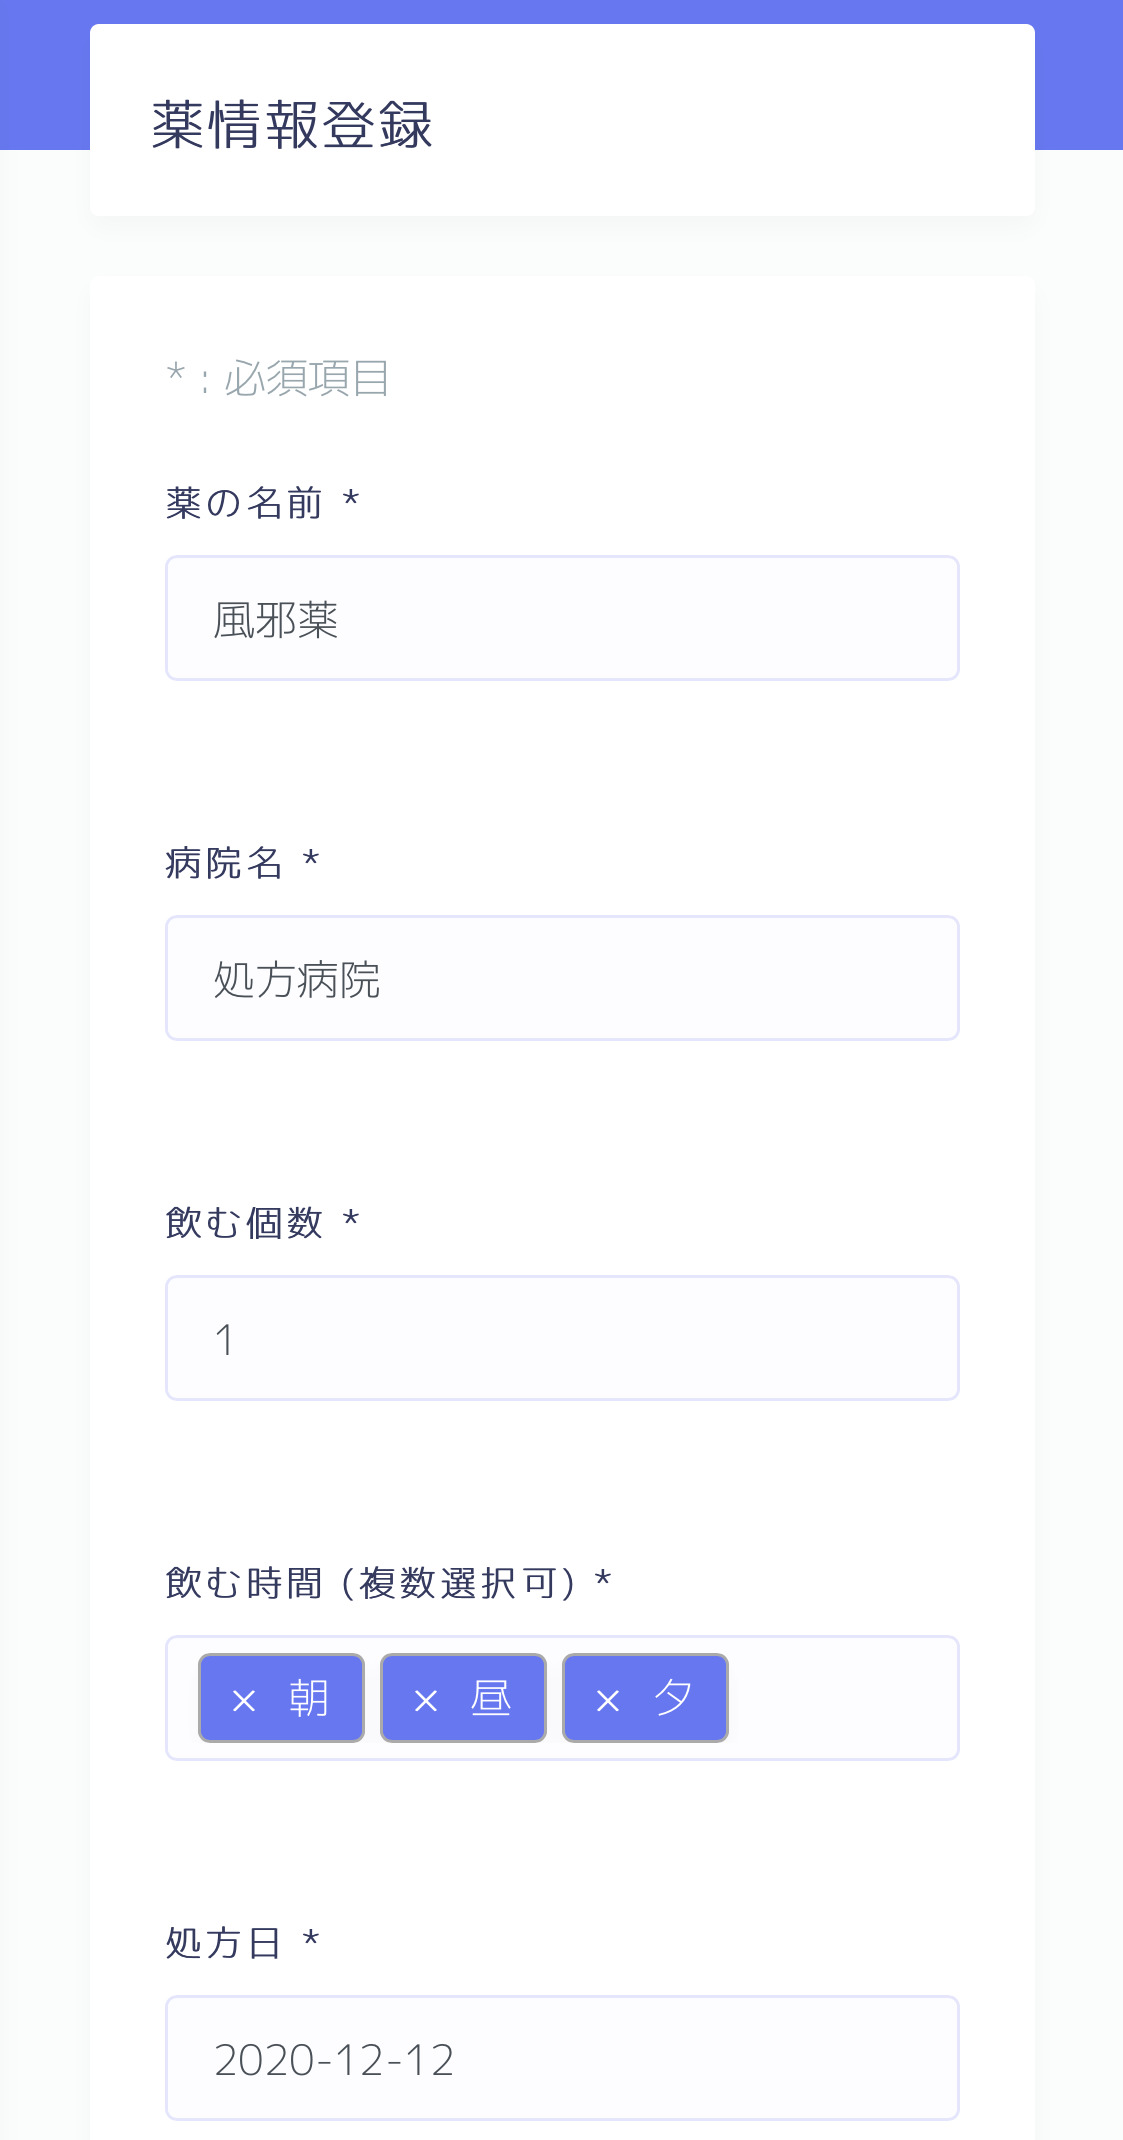 薬情報登録
* : 必須項目
薬の名前 *
風邪薬
病院名 *
処方病院
飲む個数 *
1
飲む時間 (複数選択可) *
× 朝 × 昼 × 夕
処方日 *
2020-12-12